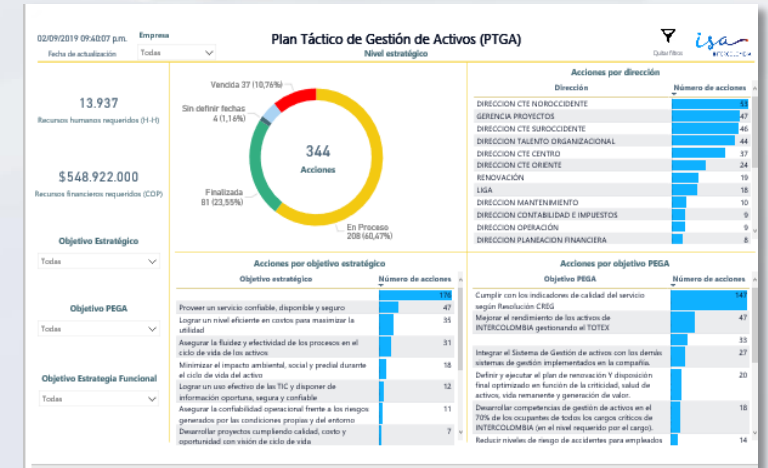 02/09/2019 09:40:07 p.m.
Fecha de actualización
Empresa
Todas
Plan Táctico de Gestión de Activos (PTGA)
Nivel estratégico
Quitar filtros
isa
INTERCOLOMBIA
13.937
Recursos humanos requeridos (H-H)
$548.922.000
Recursos financieros requeridos (COP)
Objetivo Estratégico
Todas
Objetivo PEGA
Todas
Objetivo Estrategia Funcional
Todas
Vencida 37 (10,76%)
Sin definir fechas
4 (1,16%)
344
Acciones
Finalizada
81 (23,55%)
En Proceso
208 (60,47%)
Acciones por dirección
Dirección Número de acciones
DIRECCION CTE NOROCCIDENTE 53
GERENCIA PROYECTOS 47
DIRECCION CTE SUROCCIDENTE 46
DIRECCION TALENTO ORGANIZACIONAL 44
DIRECCION CTE CENTRO 37
DIRECCION CTE ORIENTE 24
RENOVACIÓN 19
LIGA 18
DIRECCION MANTENIMIENTO 10
DIRECCION CONTABILIDAD E IMPUESTOS 9
DIRECCION OPERACIÓN 9
DIRECCION PLANEACION FINANCIERA 8
Acciones por objetivo estratégico
Objetivo estratégico Número de acciones
176
Proveer un servicio confiable, disponible y seguro 47
Lograr un nivel eficiente en costos para maximizar la 35
utilidad
Asegurar la fluidez y efectividad de los procesos en el 31
ciclo de vida de los activos
Minimizar el impacto ambiental, social y predial durante 18
el ciclo de vida del activo
Lograr un uso efectivo de las TIC y disponer de 12
información oportuna, segura y confiable
Asegurar la confiabilidad operacional frente a los riesgos 11
generados por las condiciones propias y del entorno
Desarrollar proyectos cumpliendo calidad, costo y 7
oportunidad con visión de ciclo de vida
Acciones por objetivo PEGA
Objetivo PEGA Número de acciones
Cumplir con los indicadores de calidad del servicio 147
según Resolución CREG
Mejorar el rendimiento de los activos de 47
INTERCOLOMBIA gestionando el TOTEX
33
Integrar el Sistema de Gestión de activos con los demás 27
sistemas de gestión implementados en la compañía.
Definir y ejecutar el plan de renovación Y disposición 20
final optimizado en función de la criticidad, salud de
activos, vida remanente y generación de valor.
Desarrollar competencias de gestión de activos en el 18
70% de los ocupantes de todos los cargos críticos de
INTERCOLOMBIA (en el nivel requerido por el cargo).
Reducir niveles de riesgo de accidentes para empleados 14